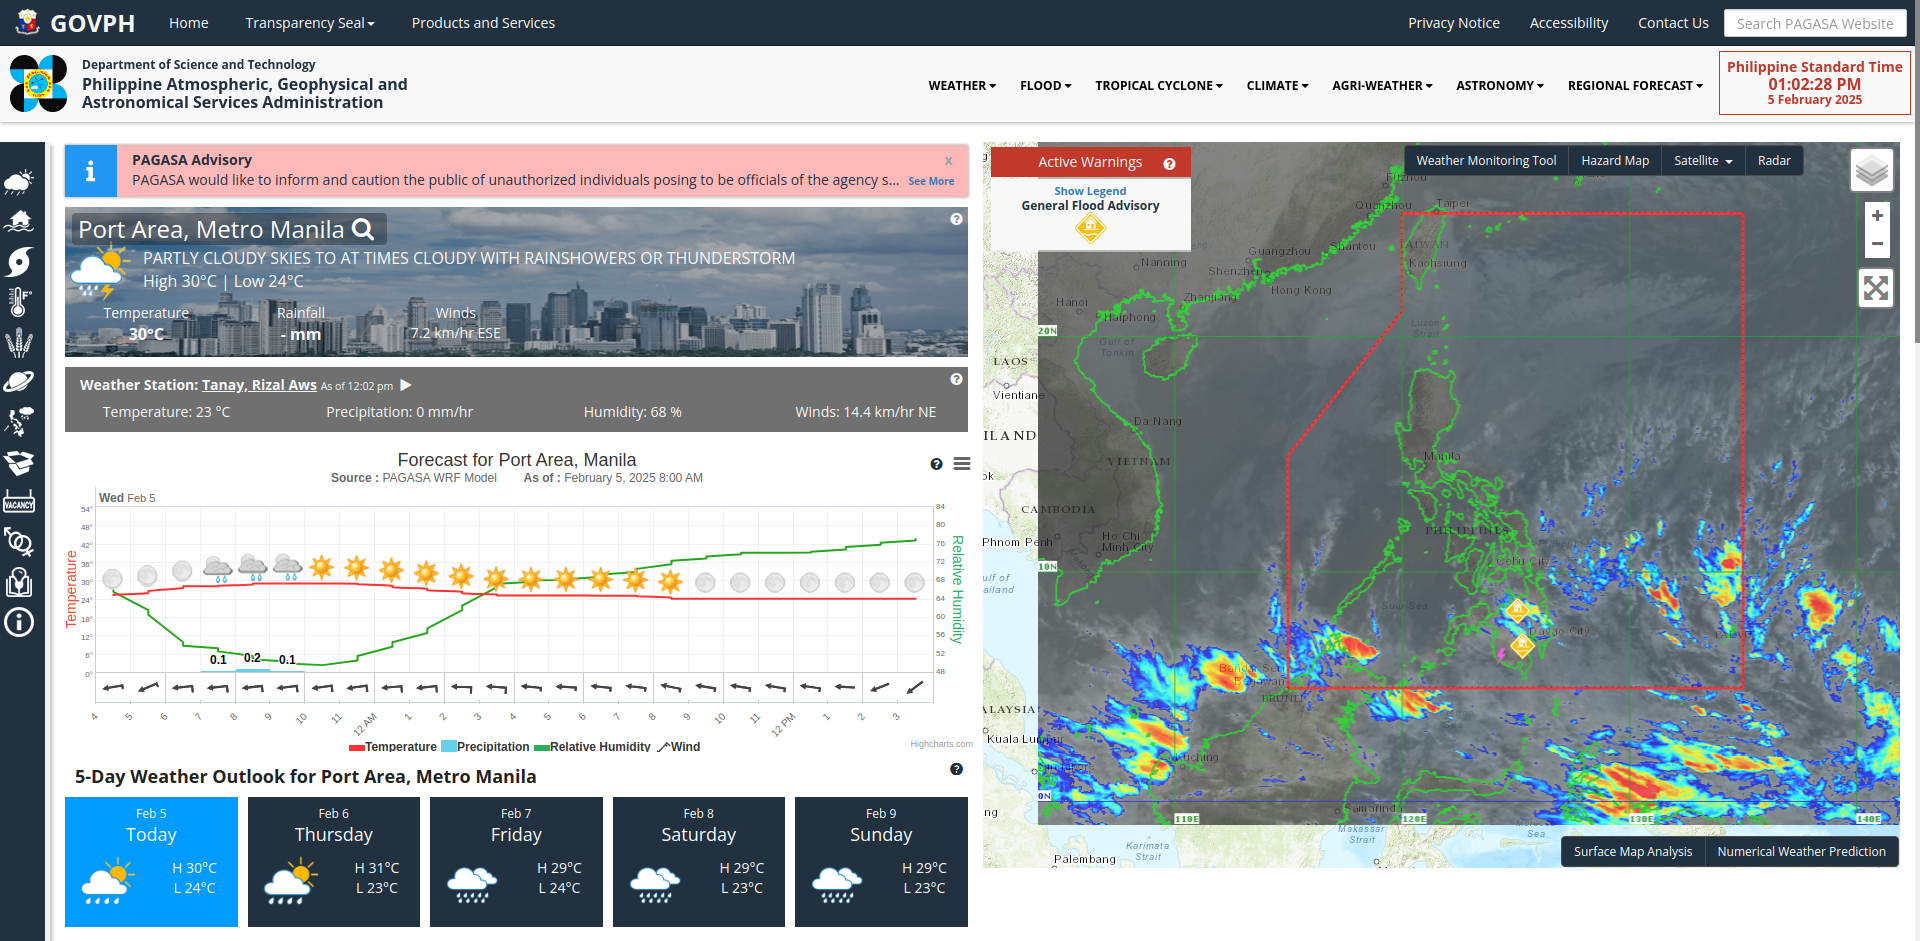 GOVPH
Home
Transparency Seal
Products and Services
Privacy Notice
Accessibility
Contact Us
Search PAGASA Website
Department of Science and Technology
Philippine Atmospheric, Geophysical and
Astronomical Services Administration
WEATHER
FLOOD
TROPICAL CYCLONE
CLIMATE
AGRI-WEATHER
ASTRONOMY
REGIONAL FORECAST
Philippine Standard Time
01:02:28 PM
5 February 2025
VACANCY
PAGASA Advisory
x
PAGASA would like to inform and caution the public of unauthorized individuals posing to be officials of the agency s... See More
Port Area, Metro Manila
PARTLY CLOUDY SKIES TO AT TIMES CLOUDY WITH RAINSHOWERS OR THUNDERSTORM
High 30°C | Low 24°C
Temperature
30°C
Rainfall
- mm
Winds
7.2 km/hr ESE
Weather Station: Tanay, Rizal Aws As of 12:02 pm
Temperature: 23 °C
Precipitation: 0 mm/hr
Humidity: 68 %
Winds: 14.4 km/hr NE
Forecast for Port Area, Manila
Source : PAGASA WRF Model As of : February 5, 2025 8:00 AM
Wed Feb 5
Temperature
54°
48°
42°
36°
30°
24°
18°
12°
6°
0°
84
80
76
72
68
64
60
56
52
48
Relative Humidity
0.1
0.2
0.1
4
5
6
7
8
9
10
11
12 AM
1
2
3
4
5
6
7
8
9
10
11
12 PM
1
2
3
Temperature
Precipitation
Relative Humidity
Wind
Highcharts.com
5-Day Weather Outlook for Port Area, Metro Manila
Feb 5
Today
H 30°C
L 24°C
Feb 6
Thursday
H 31°C
L 23°C
Feb 7
Friday
H 29°C
L 24°C
Feb 8
Saturday
H 29°C
L 23°C
Feb 9
Sunday
H 29°C
L 23°C
Active Warnings
Show Legend
General Flood Advisory
Weather Monitoring Tool
Hazard Map
Satellite
Radar
+
−
Fuzhou
Quanzhou
Taipei
TAIWAN
Kaohsiung
Shantou
Guangzhou
Shenzhen
Hong Kong
Nanning
Zhanjiang
Hanoi
Haiphong
Gulf of
Tonkin
Luzon
Strait
20N
LAOS
Vientiane
Da Nang
ILAND
VIETNAM
Manila
CAMBODIA
Phnom Penh
Ho Chi
Minh City
PHILIPPINES
Cebu City
10N
ulf of
ailand
Sulu Sea
Davao City
PALAU
Bandar Seri
Begawan
BRUNEI
ALAYSIA
Kuala Lumpur
Kuching
0N
Samarinda
110E
120E
130E
140E
Makassar
Strait
Karimata
Strait
Sea
ng
Palembang
Surface Map Analysis
Numerical Weather Prediction